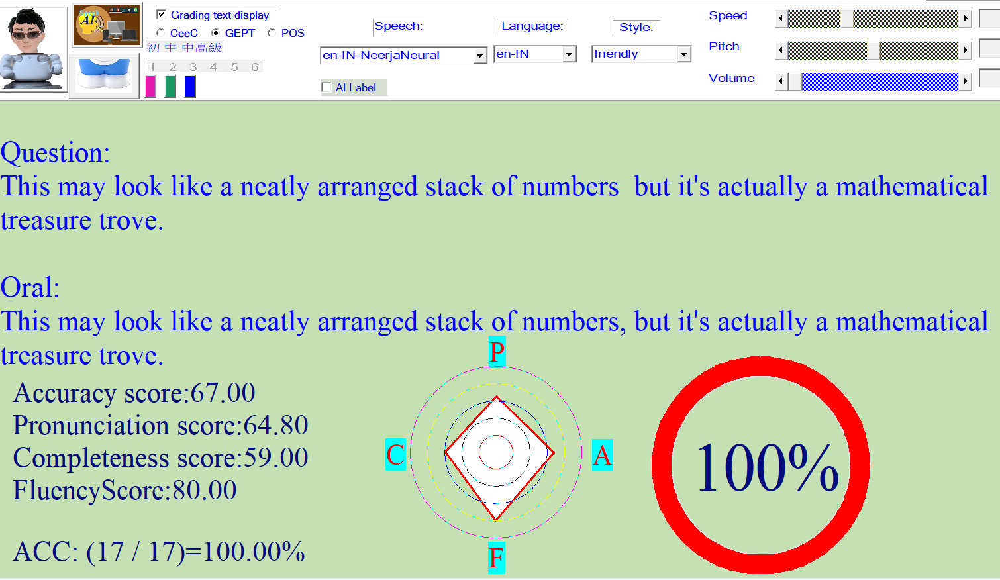 AI
Grading text display
CeeC GEPT POS
初 中 中高級
1 2 3 4 5 6
Speech:
en-IN-NeerjaNeural
AI Label
Language:
en-IN
Style:
friendly
Speed
Pitch
Volume
Question:
This may look like a neatly arranged stack of numbers  but it's actually a mathematical
treasure trove.
Oral:
This may look like a neatly arranged stack of numbers, but it's actually a mathematical
treasure trove.
Accuracy score:67.00
Pronunciation score:64.80
Completeness score:59.00
FluencyScore:80.00
ACC: (17 / 17)=100.00%
P
C
A
F
100%